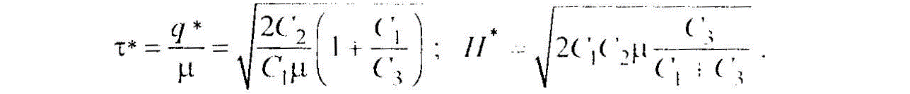 τ* = q*/μ = √(2C₂/(C₁μ) (1 + C₁/C₃)) ; H* = √(2C₁C₂μ C₃/(C₁ + C₃)) .